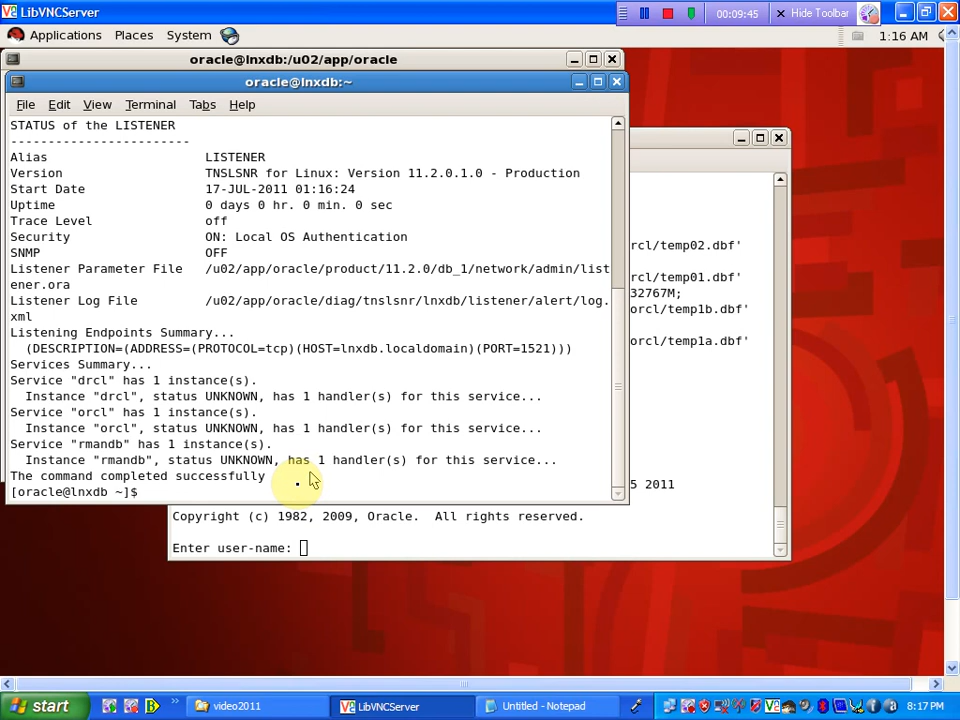 LibVNCServer
00:09:45
Hide Toolbar
Applications Places System
1:16 AM
oracle@lnxdb:/u02/app/oracle
oracle@lnxdb:~
File Edit View Terminal Tabs Help
STATUS of the LISTENER
------------------------
Alias LISTENER
Version TNSLSNR for Linux: Version 11.2.0.1.0 - Production
Start Date 17-JUL-2011 01:16:24
Uptime 0 days 0 hr. 0 min. 0 sec
Trace Level off
Security ON: Local OS Authentication
SNMP OFF
Listener Parameter File /u02/app/oracle/product/11.2.0/db_1/network/admin/list
ener.ora
Listener Log File /u02/app/oracle/diag/tnslsnr/lnxdb/listener/alert/log.
xml
Listening Endpoints Summary...
(DESCRIPTION=(ADDRESS=(PROTOCOL=tcp)(HOST=lnxdb.localdomain)(PORT=1521)))
Services Summary...
Service "drcl" has 1 instance(s).
Instance "drcl", status UNKNOWN, has 1 handler(s) for this service...
Service "orcl" has 1 instance(s).
Instance "orcl", status UNKNOWN, has 1 handler(s) for this service...
Service "rmandb" has 1 instance(s).
Instance "rmandb", status UNKNOWN, has 1 handler(s) for this service...
The command completed successfully
[oracle@lnxdb ~]$
rcl/temp02.dbf'
rcl/temp01.dbf'
32767M;
orcl/temp1b.dbf'
orcl/temp1a.dbf'
5 2011
Copyright (c) 1982, 2009, Oracle. All rights reserved.
Enter user-name:
start
video2011
LibVNCServer
Untitled - Notepad
8:17 PM